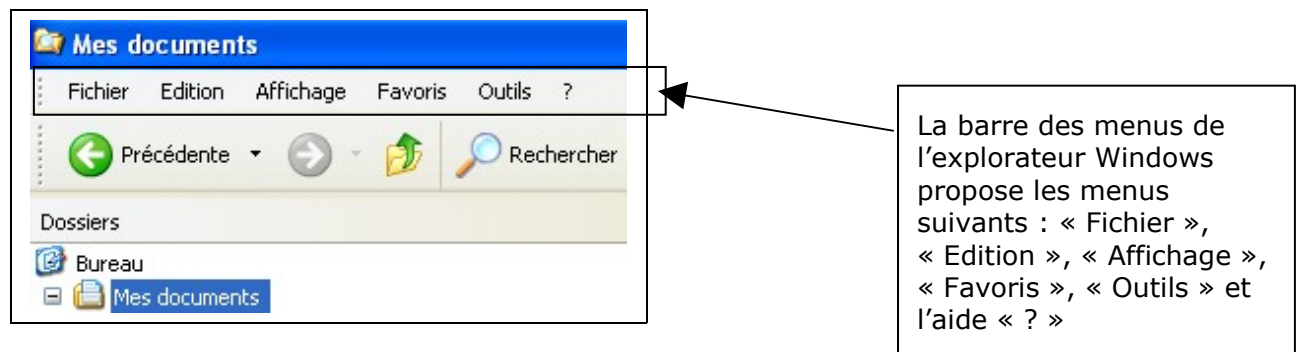 Mes documents
Fichier Edition Affichage Favoris Outils ?
Précédente Rechercher
Dossiers
Bureau
Mes documents
La barre des menus de
l’explorateur Windows
propose les menus
suivants : « Fichier »,
« Edition », « Affichage »,
« Favoris », « Outils » et
l’aide « ? »